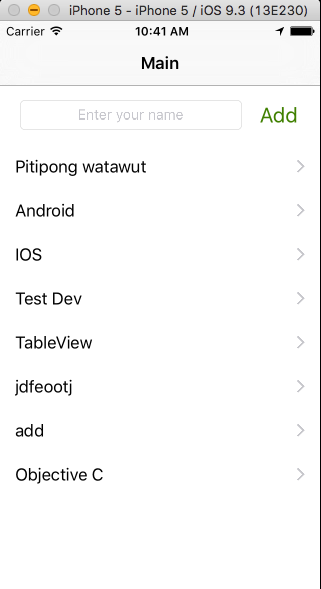 iPhone 5 - iPhone 5 / iOS 9.3 (13E230)
Carrier 10:41 AM
Main
Enter your name Add
Pitipong watawut
Android
IOS
Test Dev
TableView
jdfeootj
add
Objective C